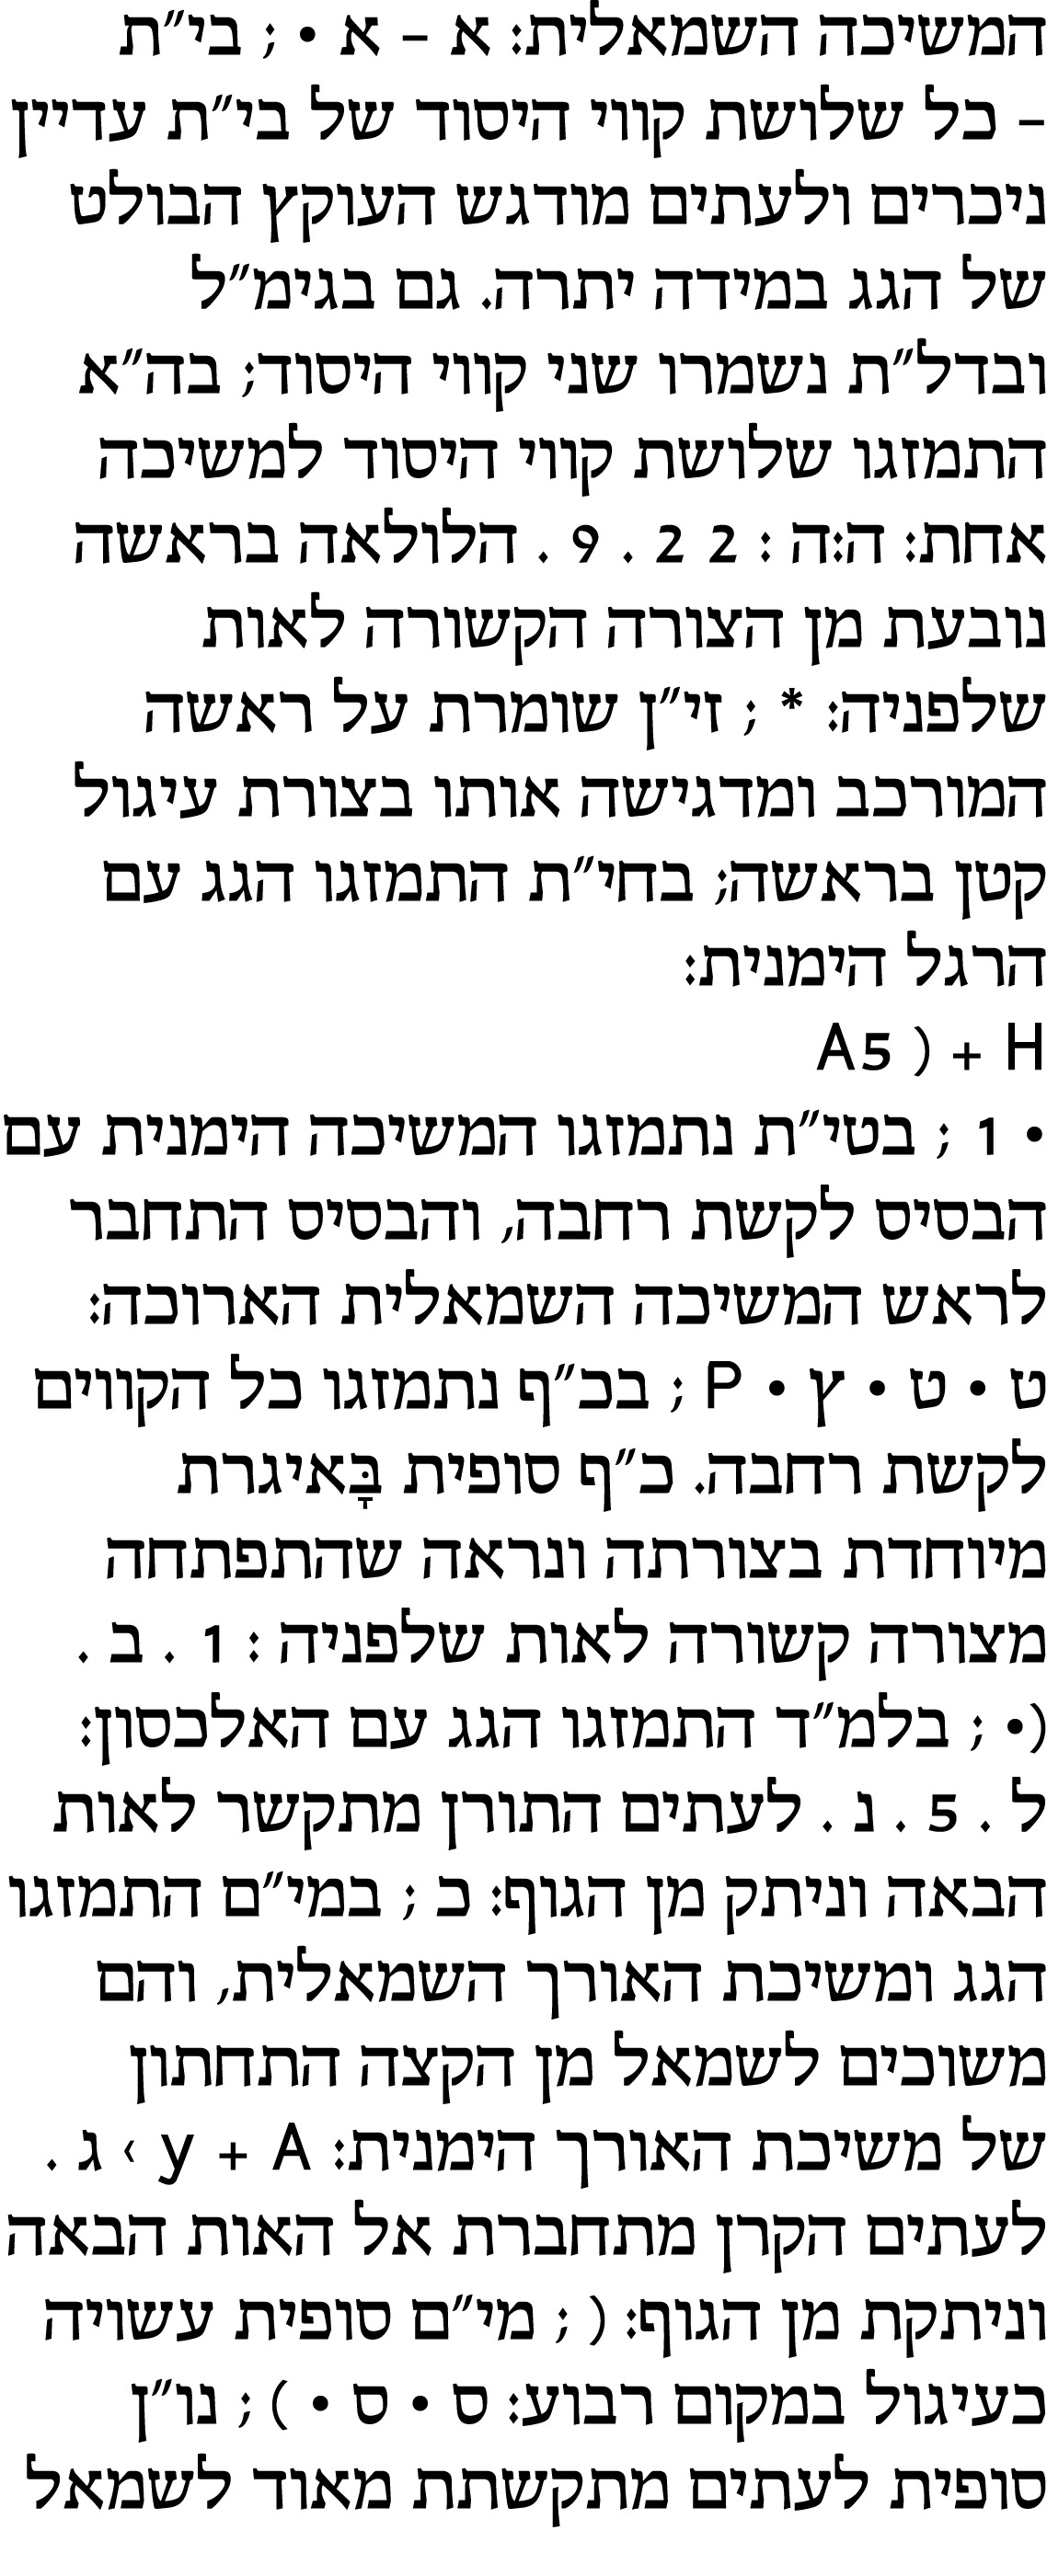 המשיכה השמאלית: א – א • ; בי״ת
– כל שלושת קווי היסוד של בי״ת עדיין
ניכרים ולעתים מודגש העוקץ הבולט
של הגג במידה יתרה. גם בגימ״ל
ובדל״ת נשמרו שני קווי היסוד; בה״א
התמזגו שלושת קווי היסוד למשיכה
אחת: ה:ה : 2 2 . 9 . הלולאה בראשה
נובעת מן הצורה הקשורה לאות
שלפניה: * ; זי״ן שומרת על ראשה
המורכב ומדגישה אותו בצורת עיגול
קטן בראשה; בחי״ת התמזגו הגג עם
הרגל הימנית:
A5 ) + H
• 1 ; בטי״ת נתמזגו המשיכה הימנית עם
הבסיס לקשת רחבה, והבסיס התחבר
לראש המשיכה השמאלית הארוכה:
ט • ט • ץ • P ; בכ״ף נתמזגו כל הקווים
לקשת רחבה. כ״ף סופית בָּאיגרת
מיוחדת בצורתה ונראה שהתפתחה
מצורה קשורה לאות שלפניה : 1 . ב .
(• ; בלמ״ד התמזגו הגג עם האלכסון:
ל . 5 . נ . לעתים התורן מתקשר לאות
הבאה וניתק מן הגוף: כ ; במי״ם התמזגו
הגג ומשיכת האורך השמאלית, והם
משוכים לשמאל מן הקצה התחתון
של משיכת האורך הימנית: y + A › ג .
לעתים הקרן מתחברת אל האות הבאה
וניתקת מן הגוף: ( ; מי״ם סופית עשויה
כעיגול במקום רבוע: ס • ס • ) ; נו״ן
סופית לעתים מתקשתת מאוד לשמאל